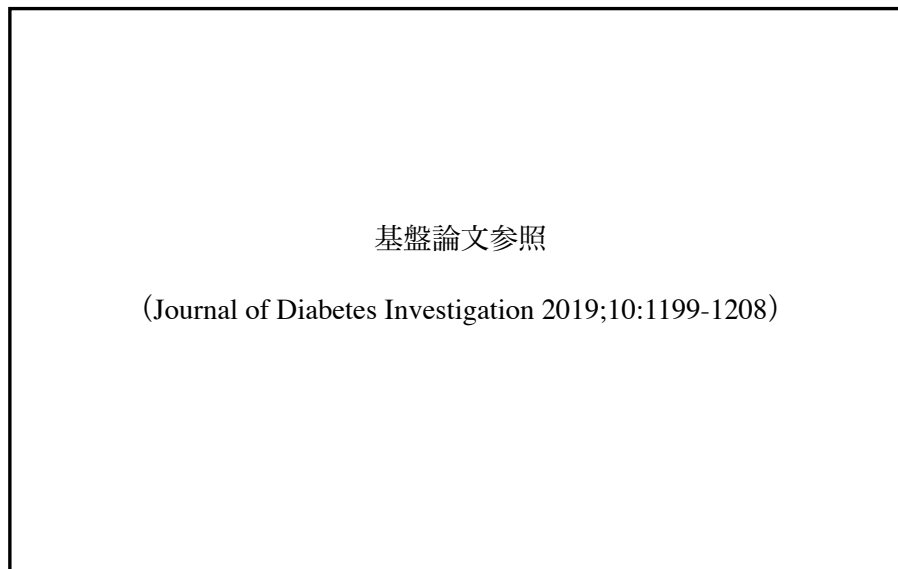 基盤論文参照
（Journal of Diabetes Investigation 2019;10:1199-1208）